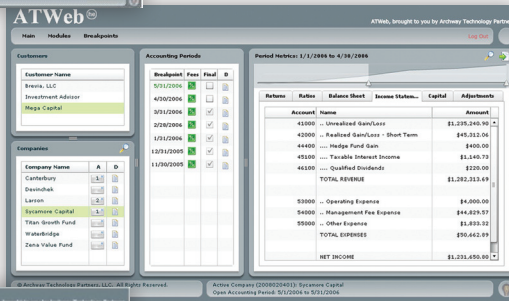 ATWeb
ATWeb, brought to you by Archway Technology Partne
Main Modules Breakpoints
Log Out
Customers
Customer Name
Brevia, LLC
Investment Advisor
Mega Capital
Companies
Company Name A D
Canterbury 1
Devinchek
Larson 2
Sycamore Capital 1
Titan Growth Fund
WaterBridge
Zena Value Fund
Accounting Periods
Breakpoint Fees Final D
5/31/2006
4/30/2006
3/31/2006
2/28/2006
1/31/2006
12/31/2005
11/30/2005
Period Metrics: 1/1/2006 to 4/30/2006
Returns Ratios Balance Sheet Income Statem... Capital Adjustments
Account Name Amount
41000 .. Unrealized Gain/Loss $1,235,240.90
42000 .. Realized Gain/Loss - Short Term $45,312.06
44400 .... Hedge Fund Gain $400.00
45100 .... Taxable Interest Income $1,140.73
46100 .. Qualified Dividends $220.00
TOTAL REVENUE $1,282,313.69
53000 .. Operating Expense $4,000.00
54000 .. Management Fee Expense $44,829.57
55000 .. Other Expense $1,833.32
TOTAL EXPENSES $50,662.89
NET INCOME $1,231,650.80
© Archway Technology Partners, LLC. All Rights Reserved.
Active Company (2008020401): Sycamore Capital
Open Accounting Period: 5/1/2006 to 5/31/2006